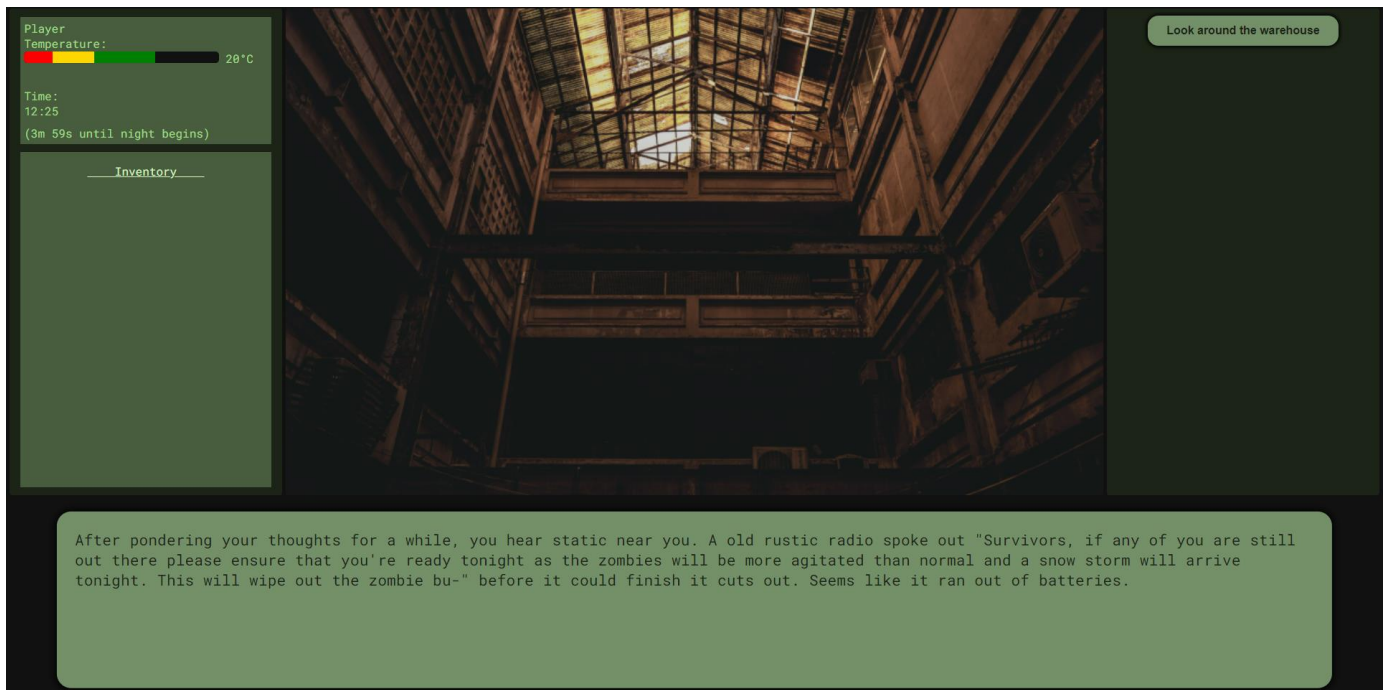 Player
Temperature:
20°C
Time:
12:25
(3m 59s until night begins)
Inventory
Look around the warehouse
After pondering your thoughts for a while, you hear static near you. A old rustic radio spoke out "Survivors, if any of you are still
out there please ensure that you're ready tonight as the zombies will be more agitated than normal and a snow storm will arrive
tonight. This will wipe out the zombie bu-" before it could finish it cuts out. Seems like it ran out of batteries.